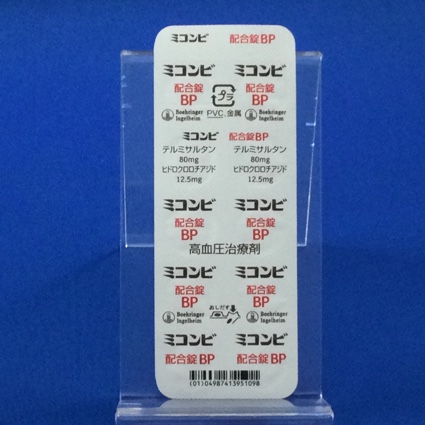 ミコンビ 配合錠BP
ミコンビ ミコンビ
配合錠 配合錠
BP BP
プラ
Boehringer Ingelheim Boehringer Ingelheim
PVC, 金属
ミコンビ 配合錠BP
テルミサルタン テルミサルタン
80mg 80mg
ヒドロクロロチアジド ヒドロクロロチアジド
12.5mg 12.5mg
ミコンビ ミコンビ
配合錠 配合錠
BP BP
高血圧治療剤
ミコンビ ミコンビ
配合錠 配合錠
BP BP
おしだす
Boehringer Ingelheim Boehringer Ingelheim
ミコンビ ミコンビ
配合錠BP 配合錠BP
(01)04987413951098